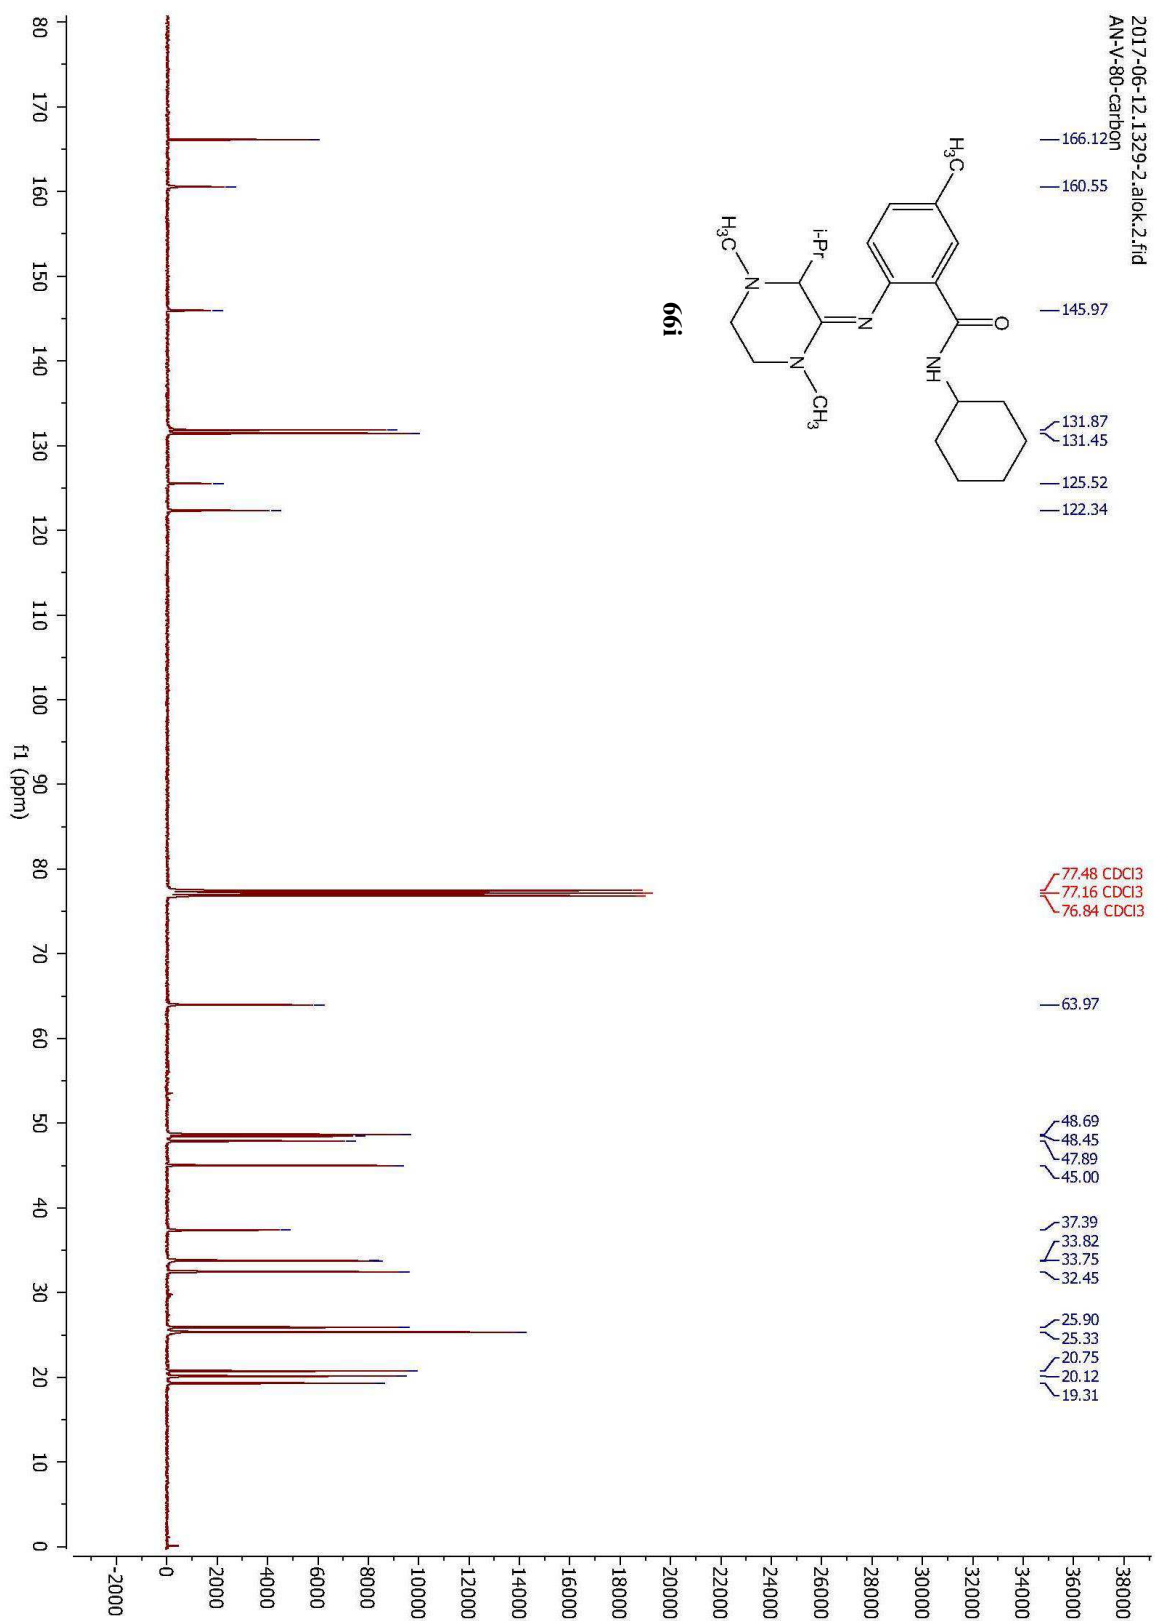 2017-06-12.1329-2.alok.2.fid
AN-V-80-carbon
166.12
160.55
145.97
131.87
131.45
125.52
122.34
77.48 CDCl3
77.16 CDCl3
76.84 CDCl3
63.97
48.69
48.45
47.89
45.00
37.39
33.82
33.75
32.45
25.90
25.33
20.75
20.12
19.31
H3C
O
NH
N
i-Pr
N
H3C
N
CH3
66i
38000
36000
34000
32000
30000
28000
26000
24000
22000
20000
18000
16000
14000
12000
10000
8000
6000
4000
2000
0
-2000
80 170 160 150 140 130 120 110 100 90 80 70 60 50 40 30 20 10 0
f1 (ppm)